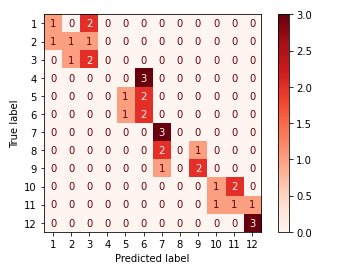 1 1 0 2 0 0 0 0 0 0 0 0 0 3.0
2 1 1 1 0 0 0 0 0 0 0 0 0
3 0 1 2 0 0 0 0 0 0 0 0 0 2.5
4 0 0 0 0 0 3 0 0 0 0 0 0
5 0 0 0 0 1 2 0 0 0 0 0 0 2.0
6 0 0 0 0 1 2 0 0 0 0 0 0
7 0 0 0 0 0 0 3 0 0 0 0 0 1.5
8 0 0 0 0 0 0 2 0 1 0 0 0
9 0 0 0 0 0 0 1 0 2 0 0 0 1.0
10 0 0 0 0 0 0 0 0 0 1 2 0
11 0 0 0 0 0 0 0 0 0 1 1 1 0.5
12 0 0 0 0 0 0 0 0 0 0 0 3 0.0
1 2 3 4 5 6 7 8 9 10 11 12
True label
Predicted label